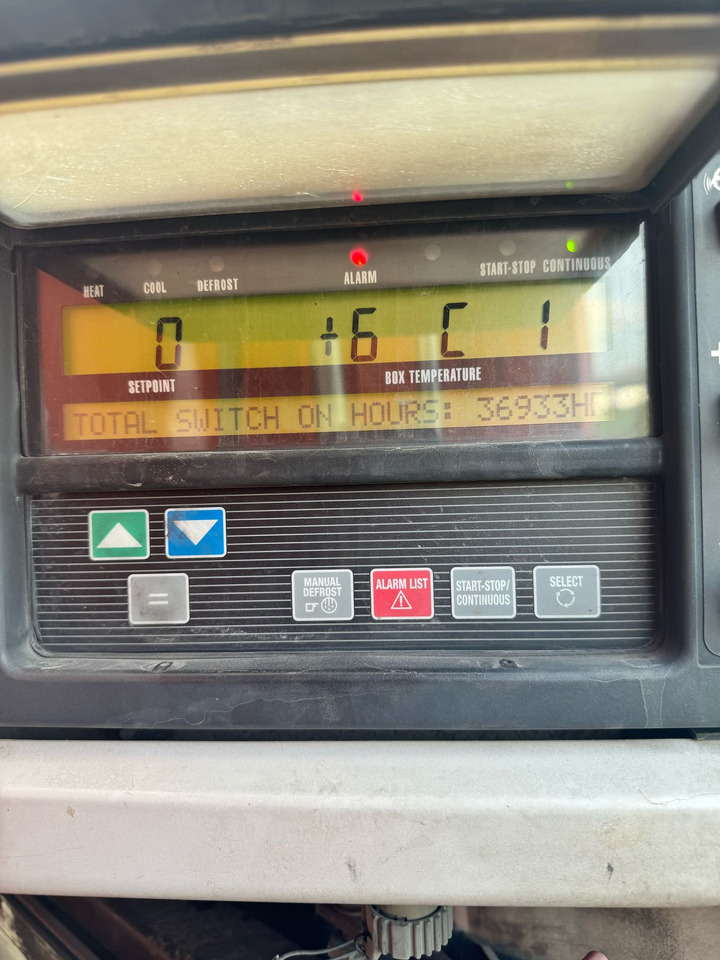 HEAT COOL DEFROST ALARM START-STOP CONTINUOUS
0 +6 C 1
SETPOINT BOX TEMPERATURE
TOTAL SWITCH ON HOURS: 36933H
MANUAL DEFROST
ALARM LIST
START-STOP/
CONTINUOUS
SELECT
=